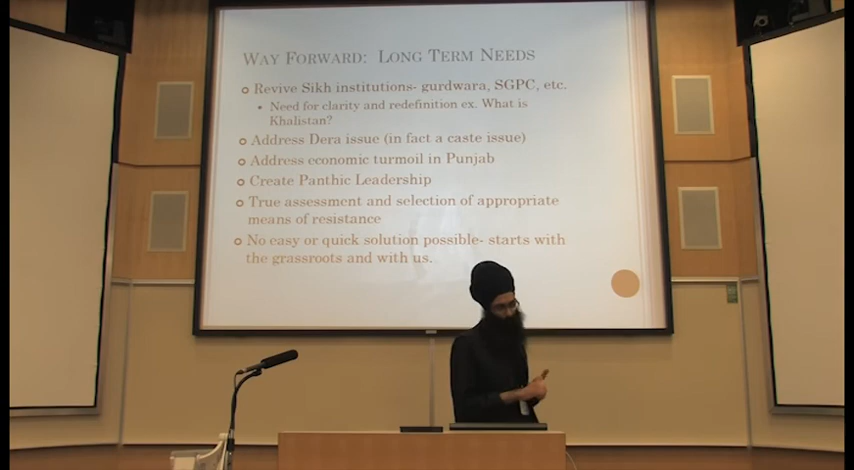 WAY FORWARD: LONG TERM NEEDS
Revive Sikh institutions- gurdwara, SGPC, etc.
Need for clarity and redefinition ex. What is
Khalistan?
Address Dera issue (in fact a caste issue)
Address economic turmoil in Punjab
Create Panthic Leadership
True assessment and selection of appropriate
means of resistance
No easy or quick solution possible- starts with
the grassroots and with us.